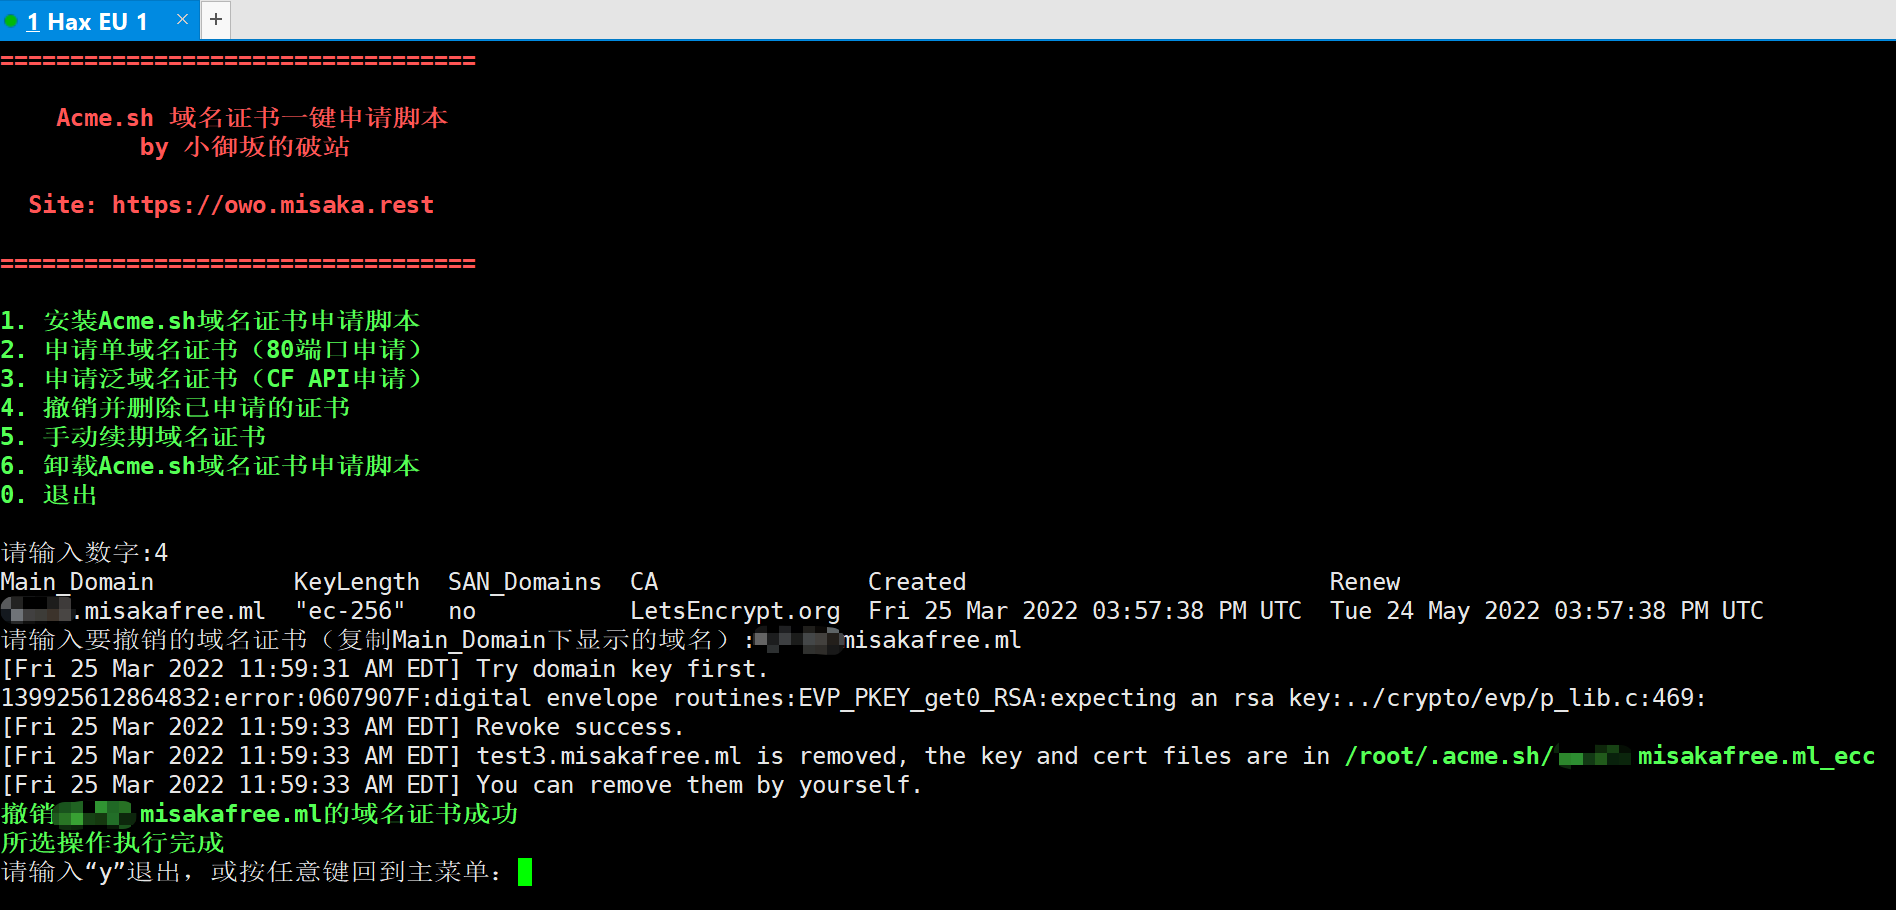 1 Hax EU 1 × +
==================================
Acme.sh 域名证书一键申请脚本
by 小御坂的破站
Site: https://owo.misaka.rest
==================================
1. 安装Acme.sh域名证书申请脚本
2. 申请单域名证书（80端口申请）
3. 申请泛域名证书（CF API申请）
4. 撤销并删除已申请的证书
5. 手动续期域名证书
6. 卸载Acme.sh域名证书申请脚本
0. 退出
请输入数字:4
Main_Domain KeyLength SAN_Domains CA Created Renew
.misakafree.ml "ec-256" no LetsEncrypt.org Fri 25 Mar 2022 03:57:38 PM UTC Tue 24 May 2022 03:57:38 PM UTC
请输入要撤销的域名证书（复制Main_Domain下显示的域名）:misakafree.ml
[Fri 25 Mar 2022 11:59:31 AM EDT] Try domain key first.
139925612864832:error:0607907F:digital envelope routines:EVP_PKEY_get0_RSA:expecting an rsa key:../crypto/evp/p_lib.c:469:
[Fri 25 Mar 2022 11:59:33 AM EDT] Revoke success.
[Fri 25 Mar 2022 11:59:33 AM EDT] test3.misakafree.ml is removed, the key and cert files are in /root/.acme.sh/misakafree.ml_ecc
[Fri 25 Mar 2022 11:59:33 AM EDT] You can remove them by yourself.
撤销misakafree.ml的域名证书成功
所选操作执行完成
请输入“y”退出，或按任意键回到主菜单：